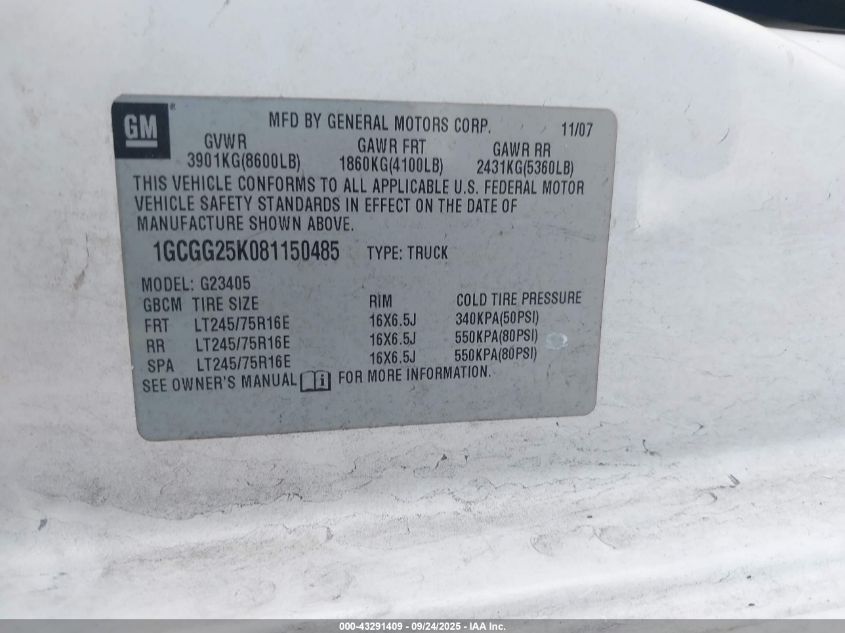 GM ®
MFD BY GENERAL MOTORS CORP. 11/07
GVWR GAWR FRT GAWR RR
3901KG(8600LB) 1860KG(4100LB) 2431KG(5360LB)
THIS VEHICLE CONFORMS TO ALL APPLICABLE U.S. FEDERAL MOTOR
VEHICLE SAFETY STANDARDS IN EFFECT ON THE DATE OF
MANUFACTURE SHOWN ABOVE.
1GCGG25K081150485 TYPE: TRUCK
MODEL: G23405
GBCM TIRE SIZE RIM COLD TIRE PRESSURE
FRT LT245/75R16E 16X6.5J 340KPA(50PSI)
RR LT245/75R16E 16X6.5J 550KPA(80PSI)
SPA LT245/75R16E 16X6.5J 550KPA(80PSI)
SEE OWNER'S MANUAL i FOR MORE INFORMATION.
000-43291409 - 09/24/2025 - IAA Inc.